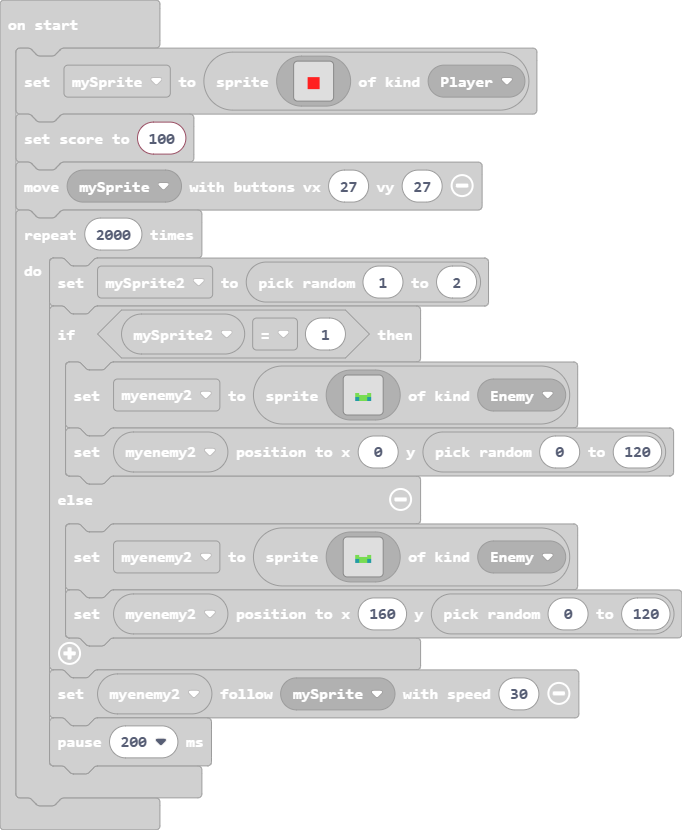 on start
set mySprite to sprite of kind Player
set score to 100
move mySprite with buttons vx 27 vy 27
repeat 2000 times
do
set mySprite2 to pick random 1 to 2
if mySprite2 = 1 then
set myenemy2 to sprite of kind Enemy
set myenemy2 position to x 0 y pick random 0 to 120
else
set myenemy2 to sprite of kind Enemy
set myenemy2 position to x 160 y pick random 0 to 120
set myenemy2 follow mySprite with speed 30
pause 200 ms